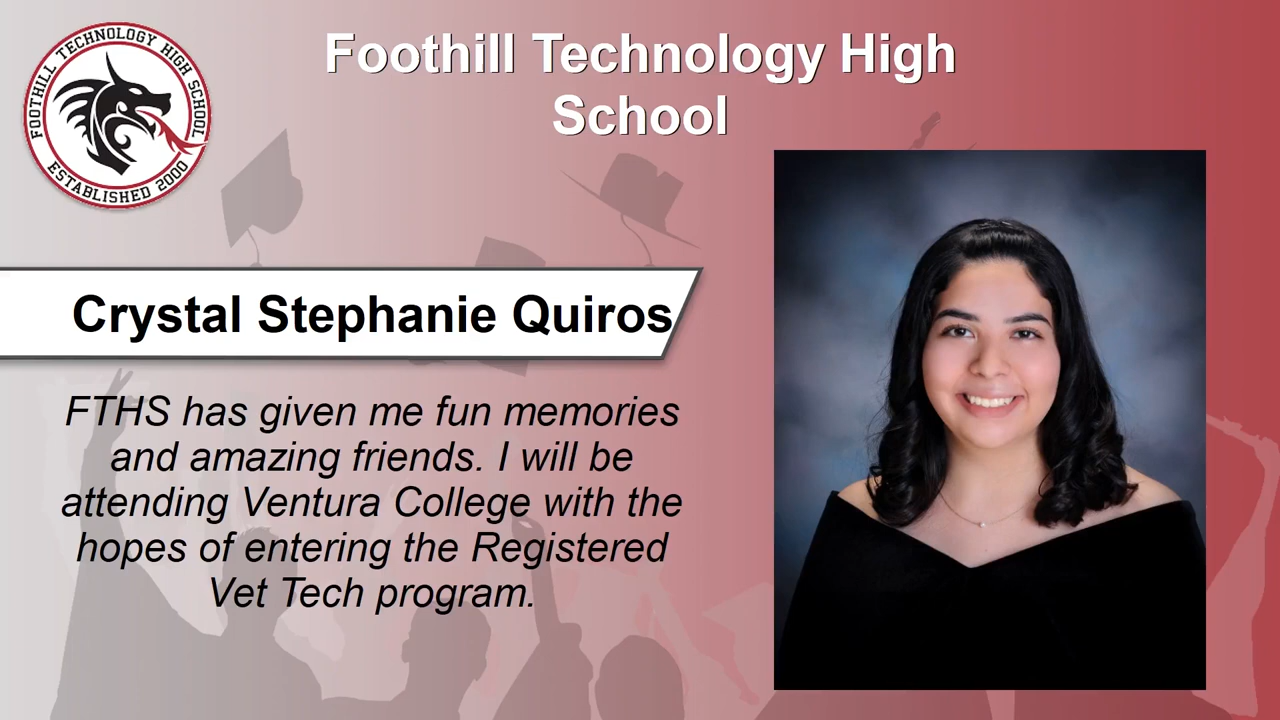 FOOTHILL TECHNOLOGY HIGH SCHOOL
ESTABLISHED 2000
Foothill Technology High
School
Crystal Stephanie Quiros
FTHS has given me fun memories
and amazing friends. I will be
attending Ventura College with the
hopes of entering the Registered
Vet Tech program.